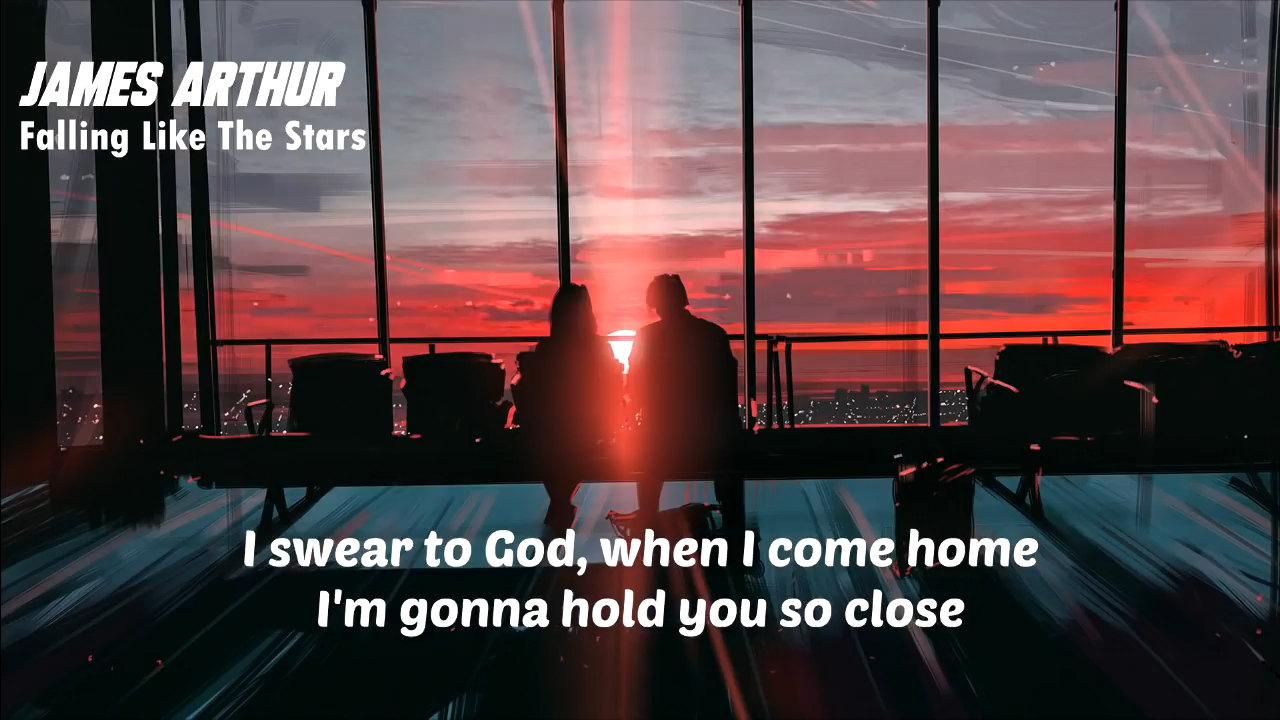 JAMES ARTHUR
Falling Like The Stars
I swear to God, when I come home
I'm gonna hold you so close